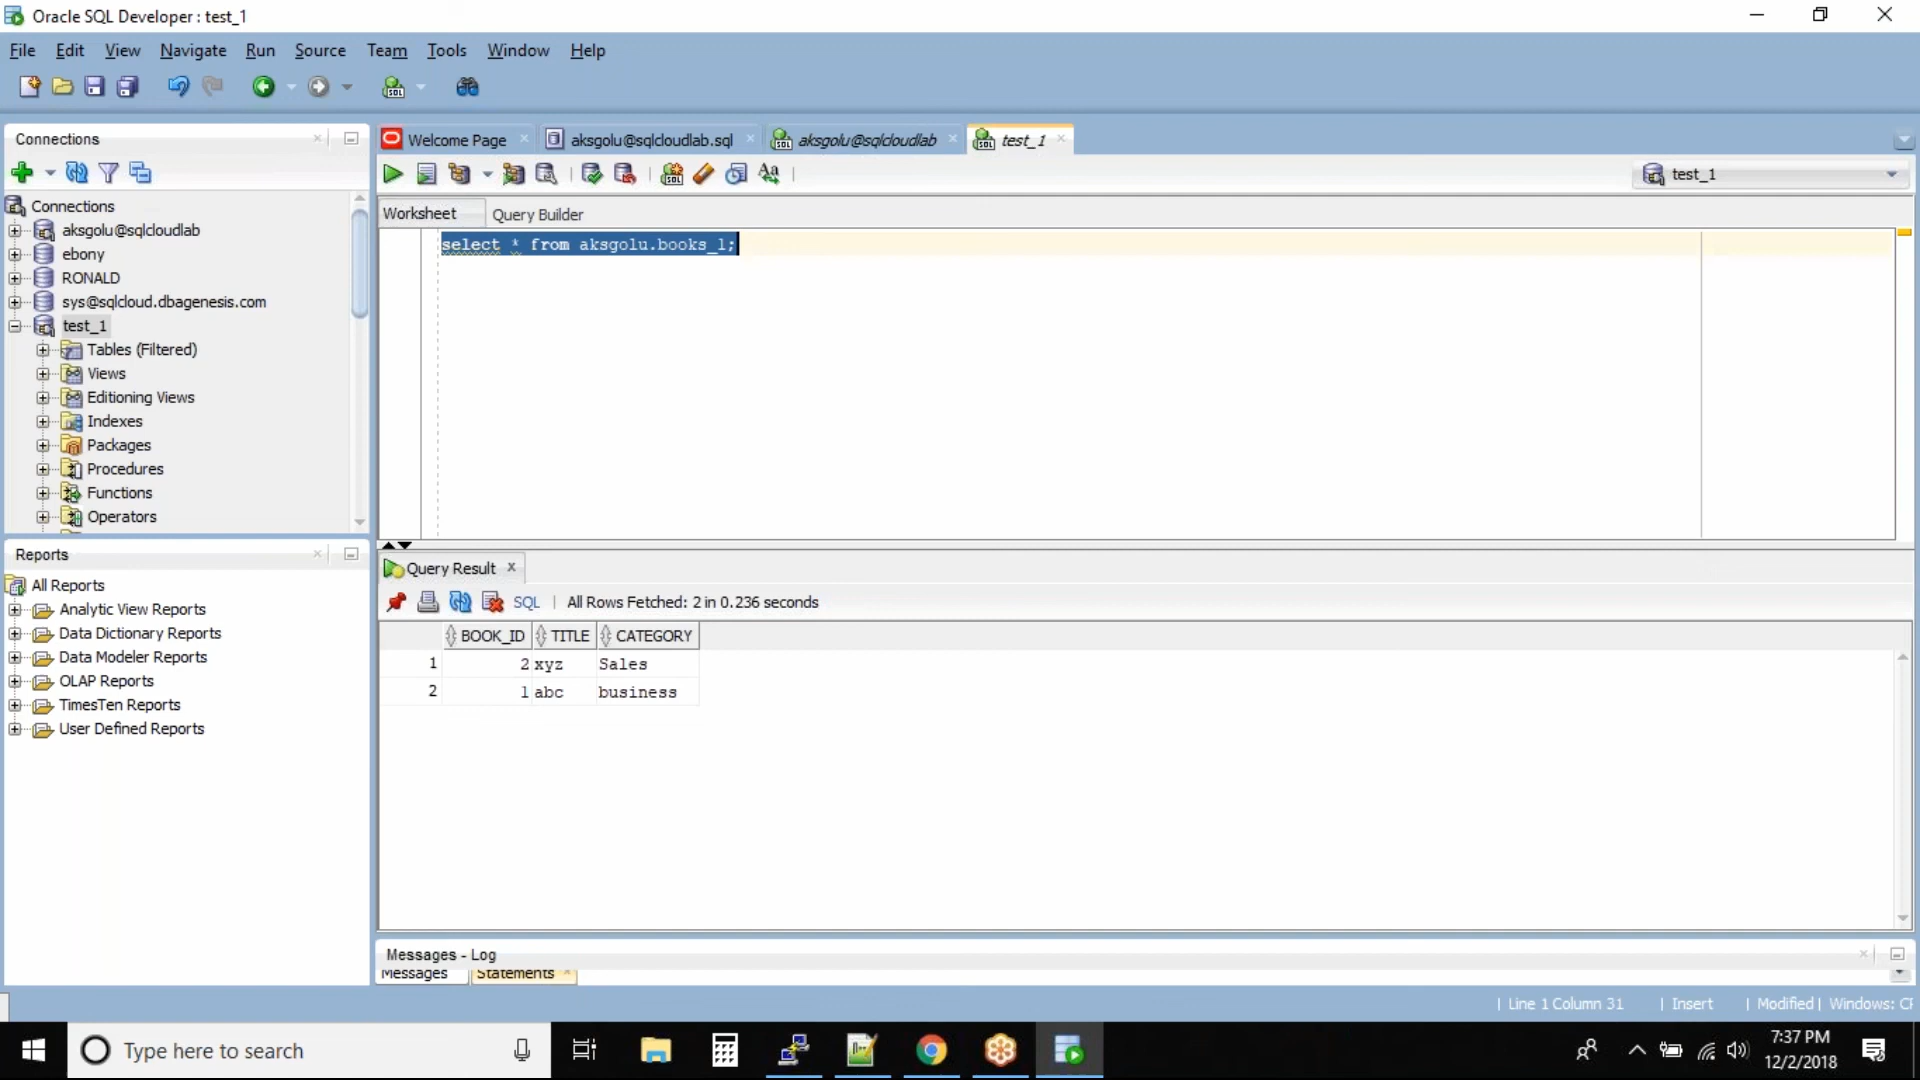 Oracle SQL Developer : test_1
File Edit View Navigate Run Source Team Tools Window Help
Connections
Welcome Page
aksgolu@sqlcloudlab.sql
aksgolu@sqlcloudlab
test_1
test_1
Worksheet
Query Builder
select * from aksgolu.books_1;
Connections
aksgolu@sqlcloudlab
ebony
RONALD
sys@sqlcloud.dbagenesis.com
test_1
Tables (Filtered)
Views
Editioning Views
Indexes
Packages
Procedures
Functions
Operators
Reports
All Reports
Analytic View Reports
Data Dictionary Reports
Data Modeler Reports
OLAP Reports
TimesTen Reports
User Defined Reports
Query Result
SQL | All Rows Fetched: 2 in 0.236 seconds
BOOK_ID TITLE CATEGORY
1 2 xyz Sales
2 1 abc business
Messages - Log
Messages Statements
| Line 1 Column 31 | Insert | Modified | Windows: CF
Type here to search
7:37 PM
12/2/2018